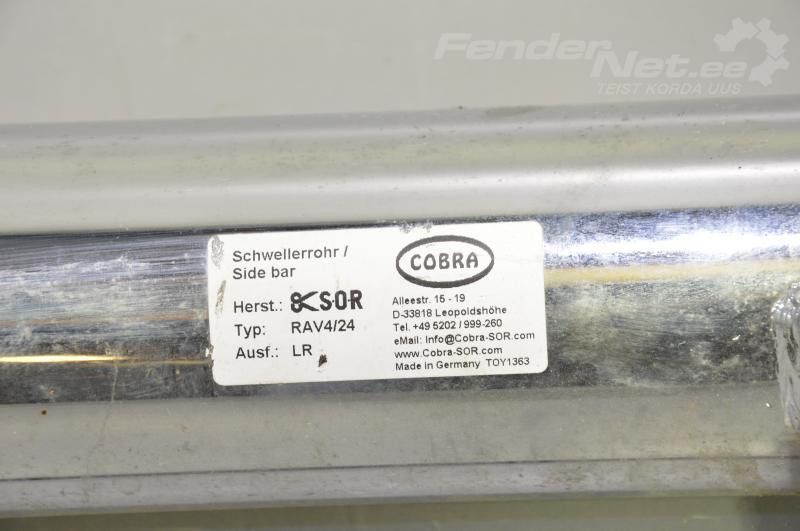 FenderNet.ee
TEIST KORDA UUS
Schwellerrohr /
Side bar
Herst.: S·O·R
Typ: RAV4/24
Ausf.: LR
COBRA
Alleestr. 15 - 19
D-33818 Leopoldshöhe
Tel. +49 5202 / 999-260
eMail: Info@Cobra-SOR.com
www.Cobra-SOR.com
Made in Germany TOY1363